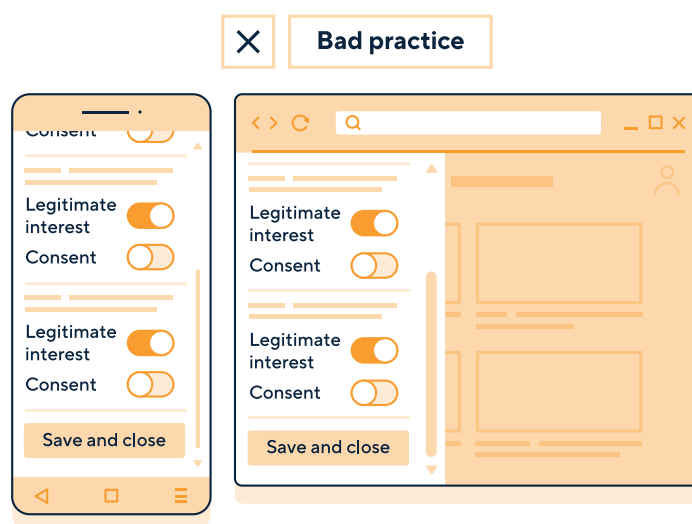 Bad practice
Consent
Legitimate
interest
Consent
Legitimate
interest
Consent
Save and close
Legitimate
interest
Consent
Legitimate
interest
Consent
Save and close